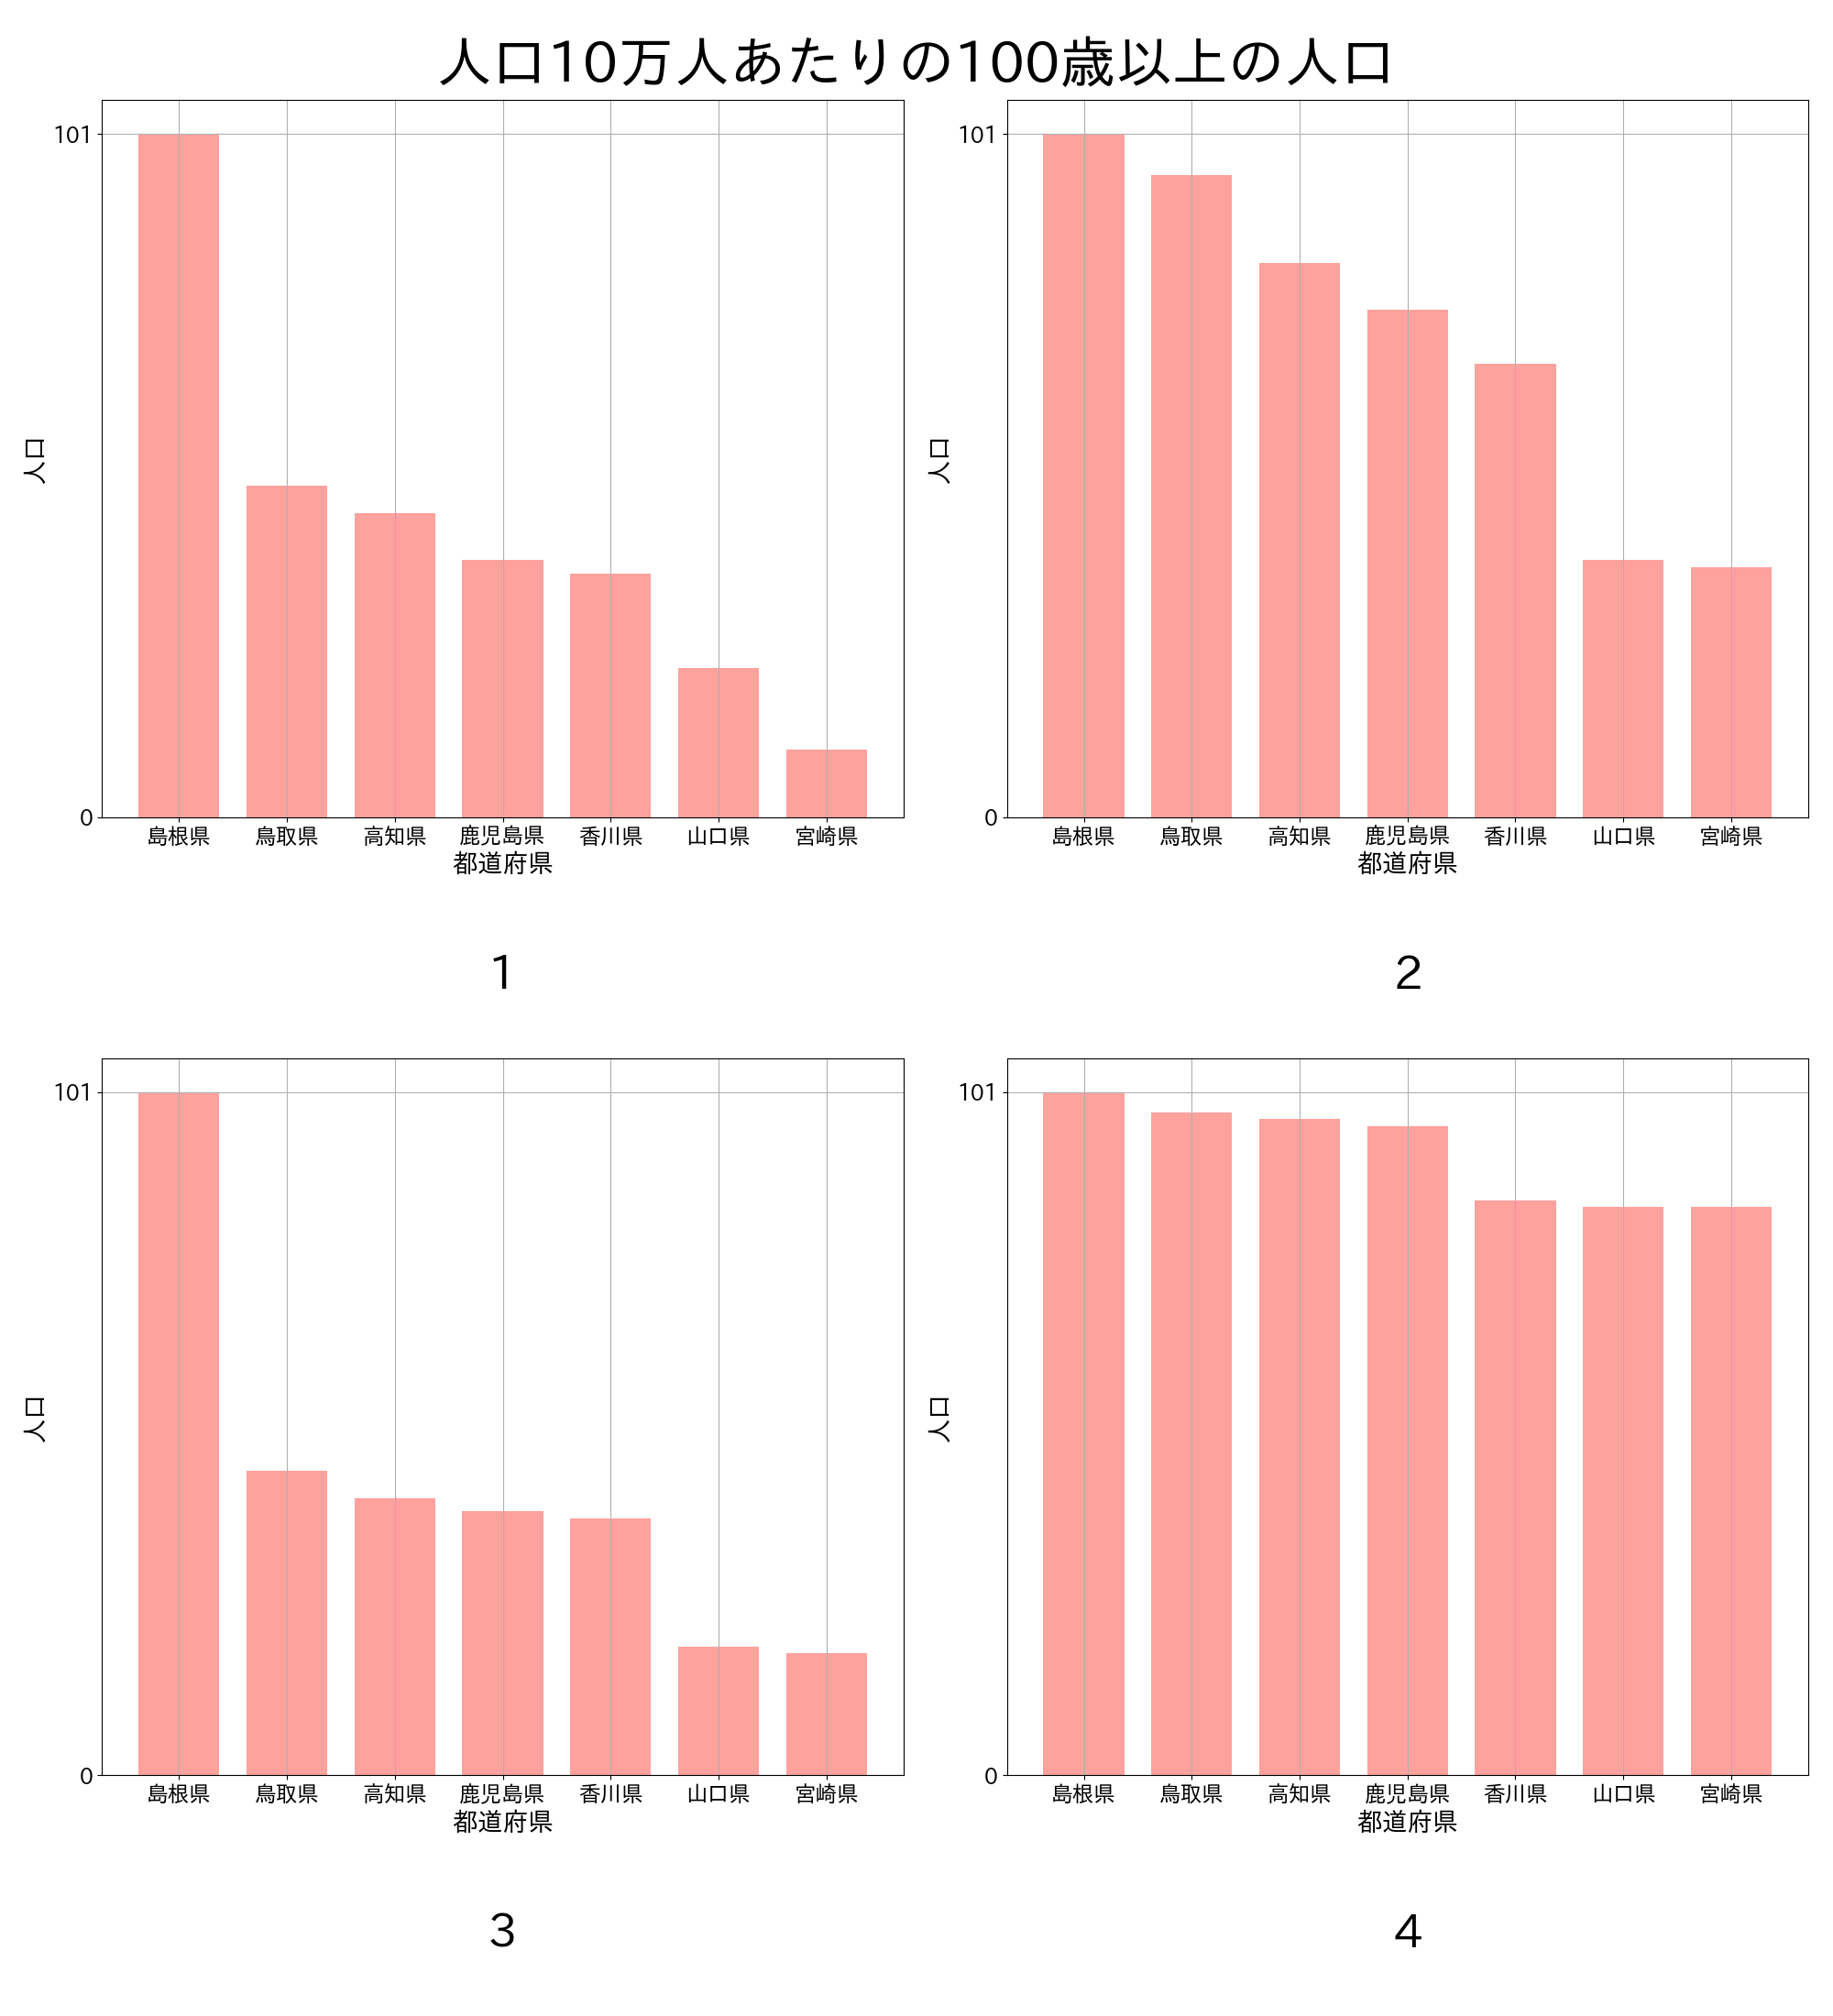 人口10万人あたりの100歳以上の人口
101
0
人口
島根県 鳥取県 高知県 鹿児島県 香川県 山口県 宮崎県
都道府県
1
101
0
人口
島根県 鳥取県 高知県 鹿児島県 香川県 山口県 宮崎県
都道府県
2
101
0
人口
島根県 鳥取県 高知県 鹿児島県 香川県 山口県 宮崎県
都道府県
3
101
0
人口
島根県 鳥取県 高知県 鹿児島県 香川県 山口県 宮崎県
都道府県
4